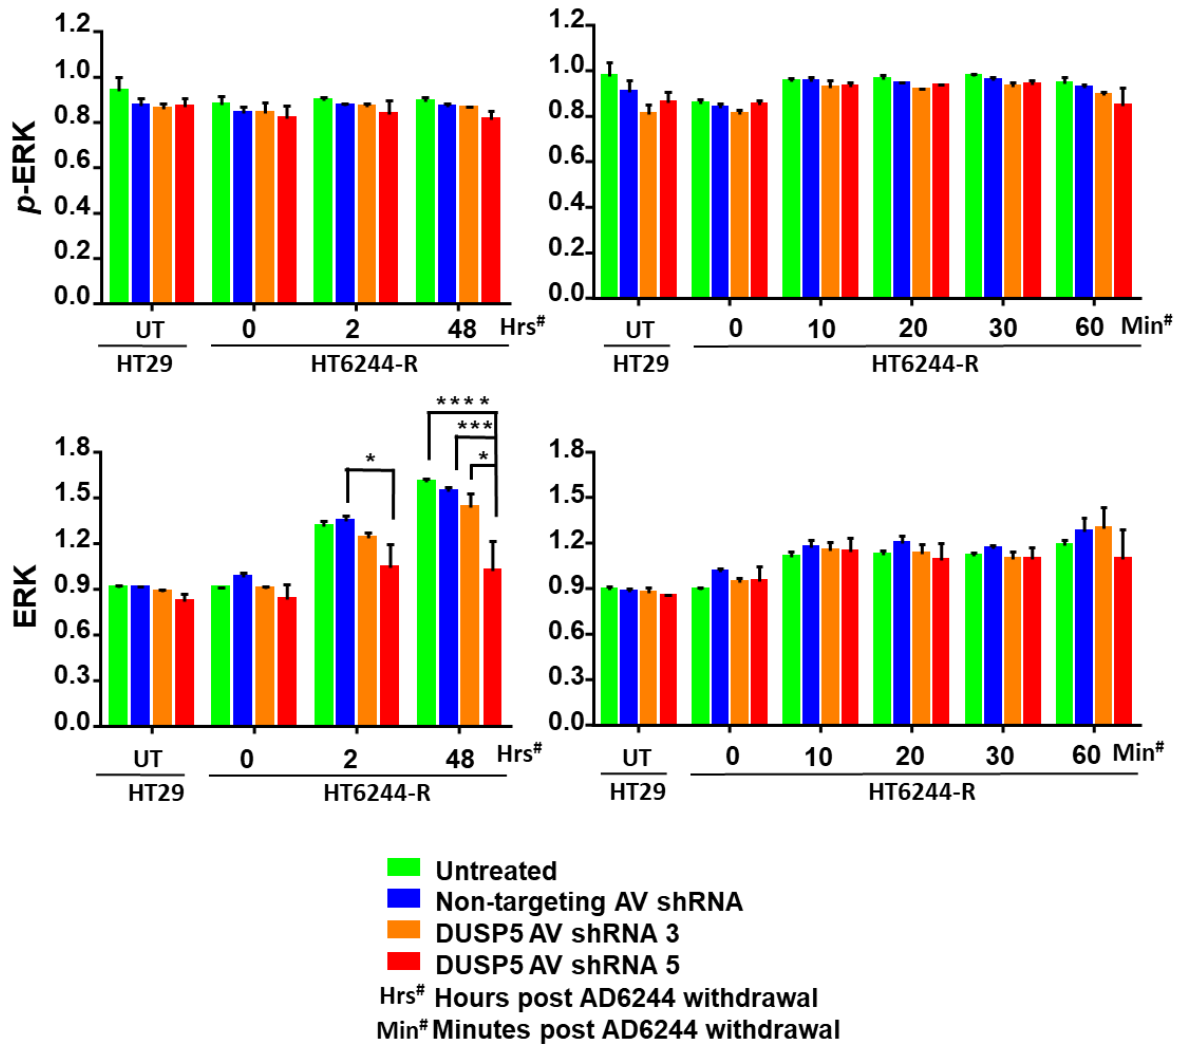 p-ERK
1.2
1.0
0.8
0.6
0.4
0.2
0.0
UT 0 2 48 Hrs#
HT29 HT6244-R
1.2
1.0
0.8
0.6
0.4
0.2
0.0
UT 0 10 20 30 60 Min#
HT29 HT6244-R
ERK
1.8
1.5
1.2
0.9
0.6
0.3
0.0
*
****
***
*
UT 0 2 48 Hrs#
HT29 HT6244-R
1.8
1.5
1.2
0.9
0.6
0.3
0.0
UT 0 10 20 30 60 Min#
HT29 HT6244-R
Untreated
Non-targeting AV shRNA
DUSP5 AV shRNA 3
DUSP5 AV shRNA 5
Hrs# Hours post AD6244 withdrawal
Min# Minutes post AD6244 withdrawal